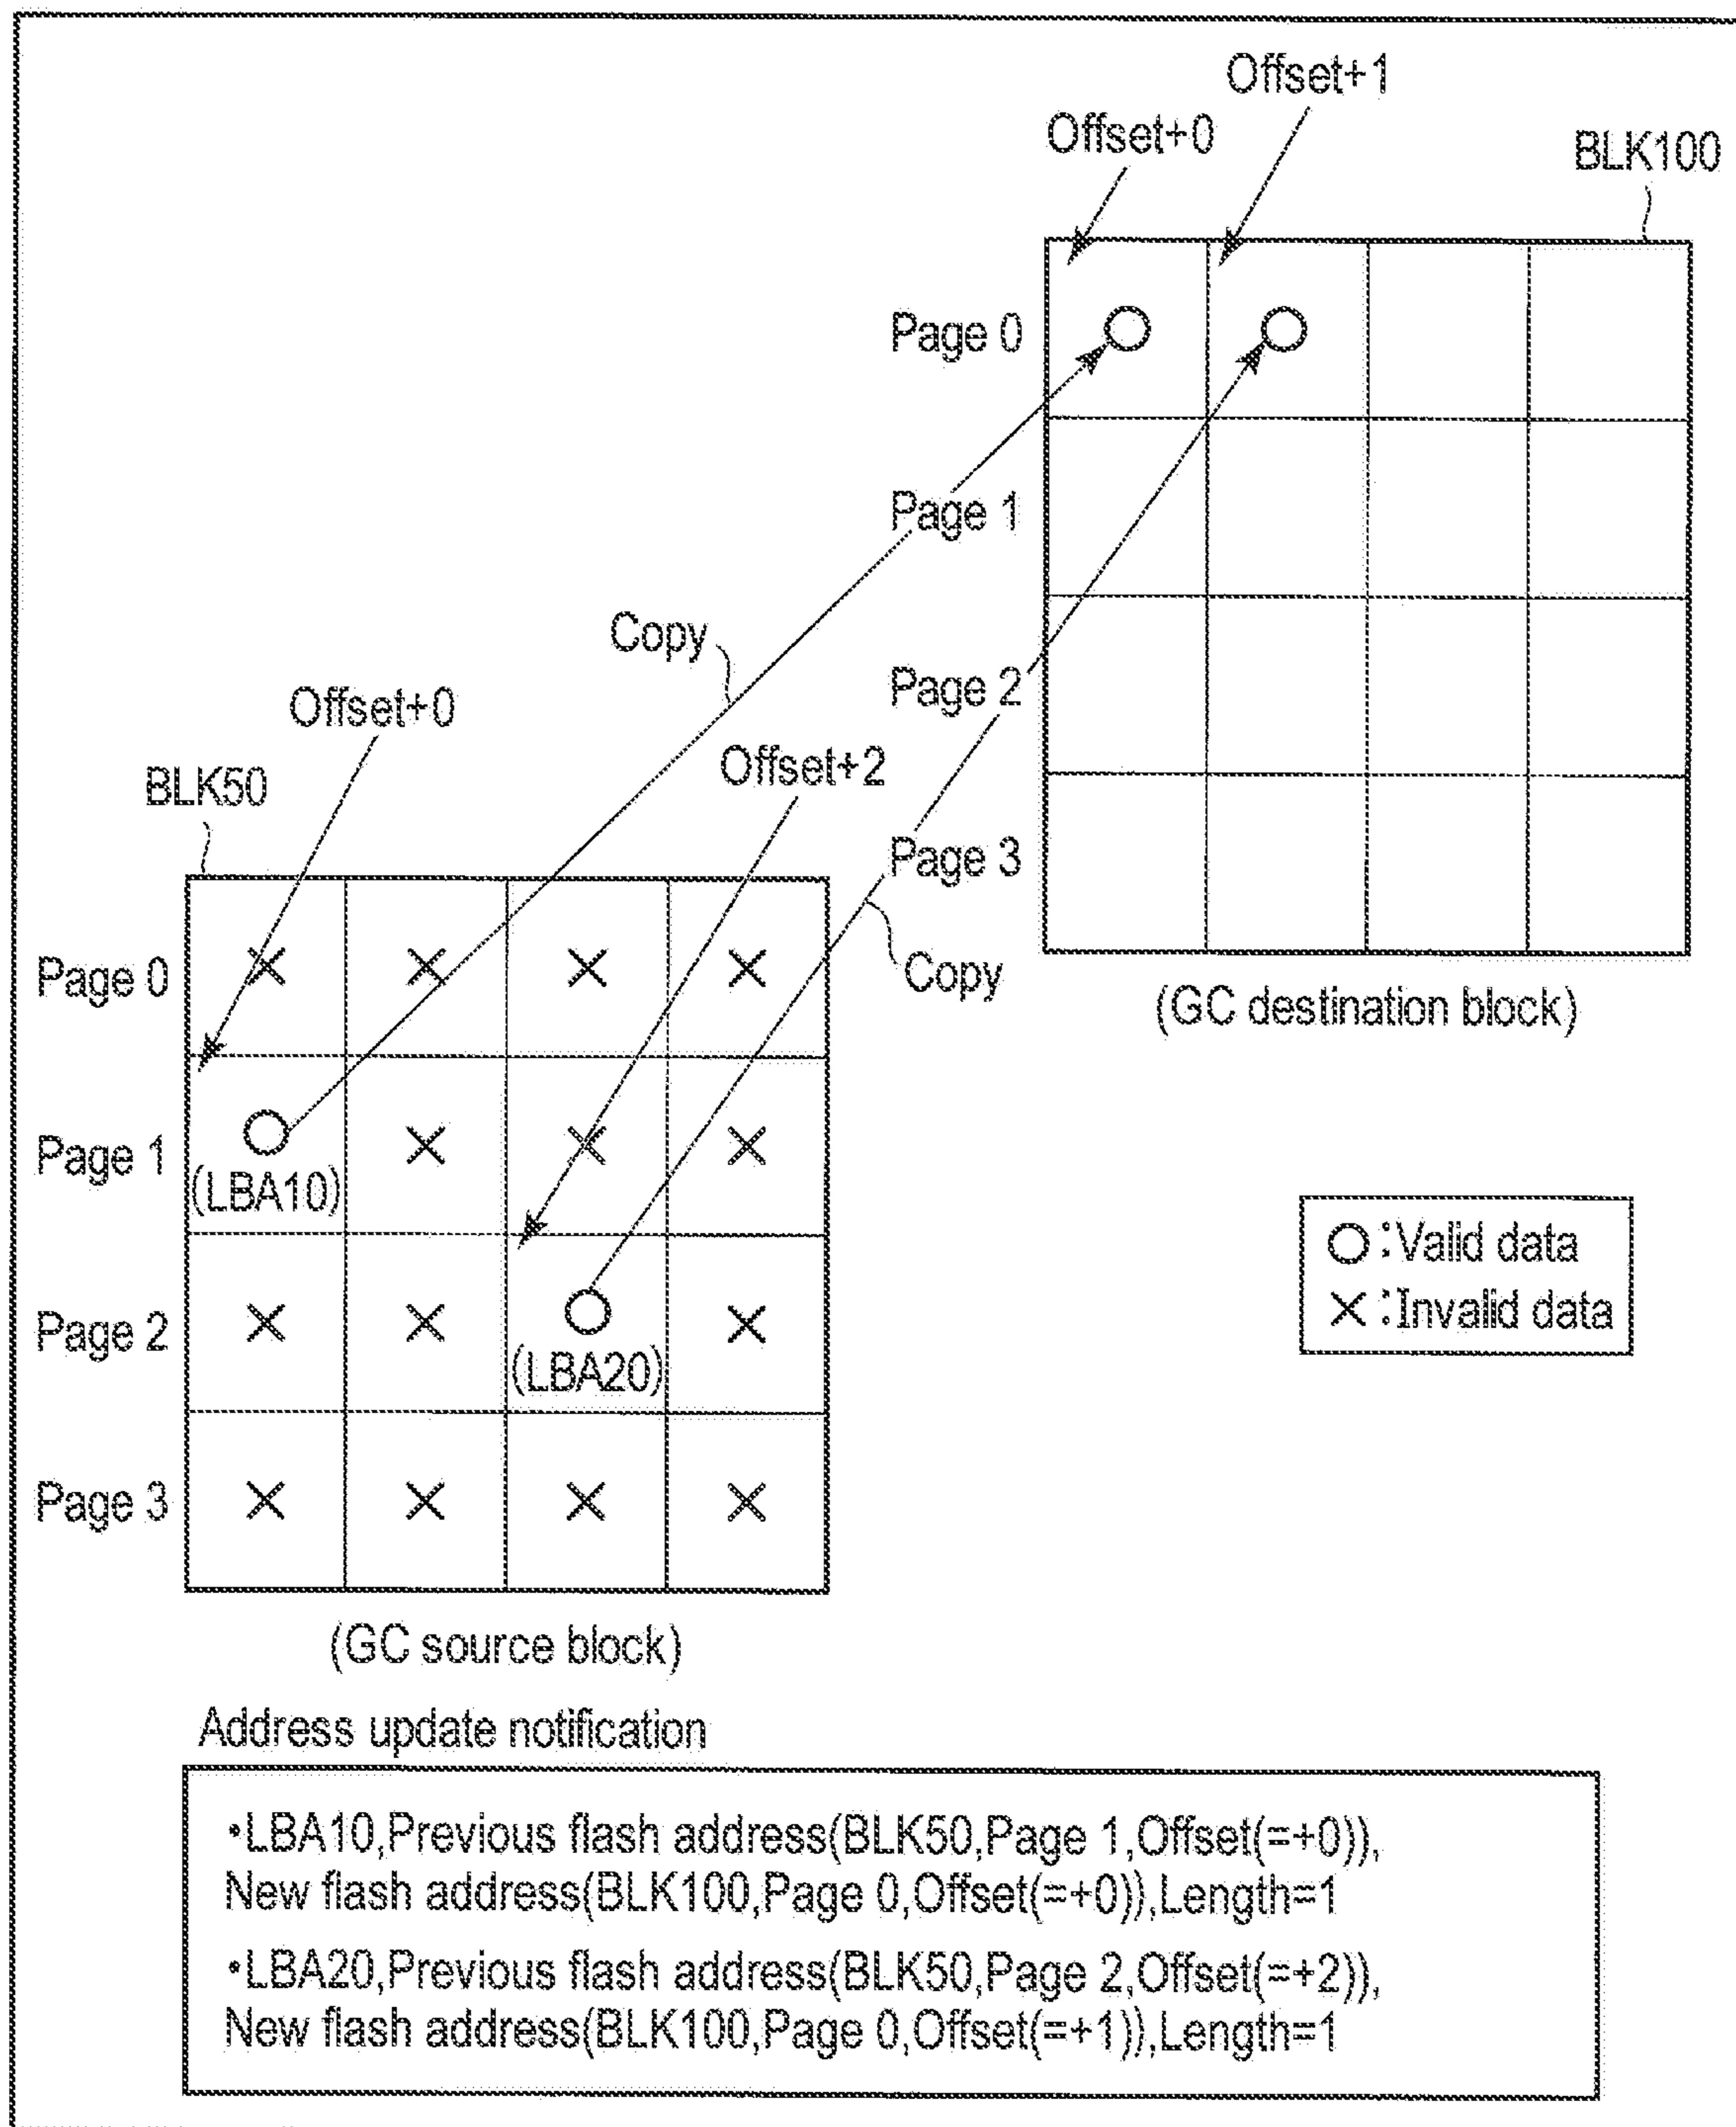 Offset+1
Offset+0
BLK100
Page 0
Page 1
Copy
Page 2
Offset+0
Offset+2
BLK50
Page 3
Page 0
Copy
(GC destination block)
Page 1
(LBA10)
O:Valid data
X:Invalid data
Page 2
(LBA20)
Page 3
(GC source block)
Address update notification
•LBA10,Previous flash address(BLK50,Page 1,Offset(=+0)),
New flash address(BLK100,Page 0,Offset(=+0)),Length=1
•LBA20,Previous flash address(BLK50,Page 2,Offset(=+2)),
New flash address(BLK100,Page 0,Offset(=+1)),Length=1